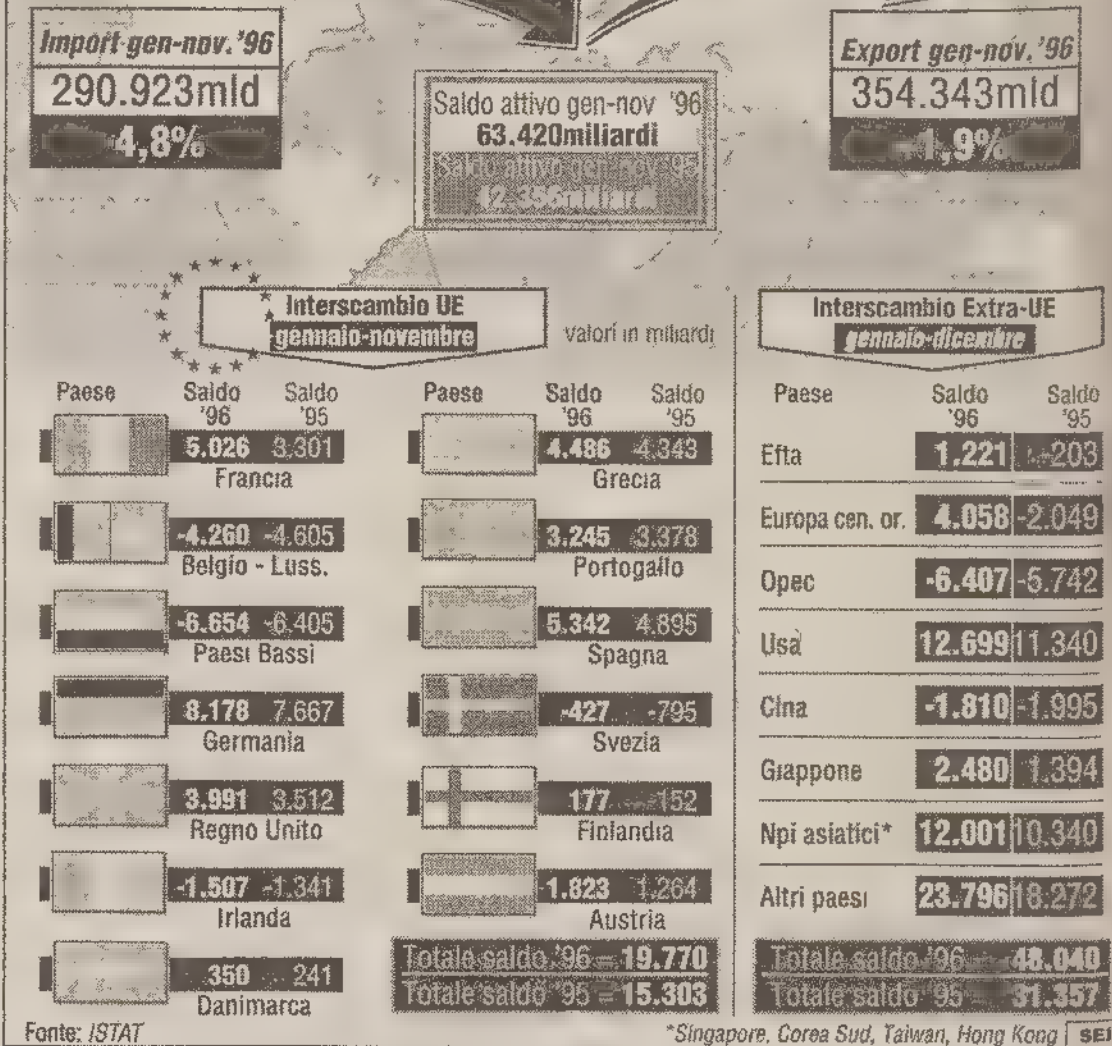 Import gen-nov. '96
290.923mld
-4,8%
Saldo attivo gen-nov '96
63.420miliardi
Saldo attivo gen-nov '95
Export gen-nov. '96
354.343mld
-1,9%
Interscambio UE
gennaio-novembre
valori in miliardi
Paese Saldo '96 Saldo '95
5.026 3.301
Francia
-4.260 -4.605
Belgio - Luss.
-6.654 -6.405
Paesi Bassi
8.178 7.667
Germania
3.991 3.512
Regno Unito
-1.507 -1.341
Irlanda
350 241
Danimarca
Paese Saldo '96 Saldo '95
4.486 4.343
Grecia
3.245 3.378
Portogallo
5.342 4.895
Spagna
-427 -795
Svezia
177 152
Finlandia
1.823 1.264
Austria
Totale saldo '96 = 19.770
Totale saldo '95 = 15.303
Interscambio Extra-UE
gennaio-dicembre
Paese Saldo '96 Saldo '95
Efta 1.221
Europa cen. or. 4.058 -2.049
Opec -6.407 -5.742
Usa 12.699 11.340
Cina -1.810 -1.995
Giappone 2.480 1.394
Npi asiatici* 12.001 10.340
Altri paesi 23.796 18.272
Totale saldo '96 = 48.040
Totale saldo '95 = 31.357
Fonte: ISTAT
*Singapore, Corea Sud, Taiwan, Hong Kong